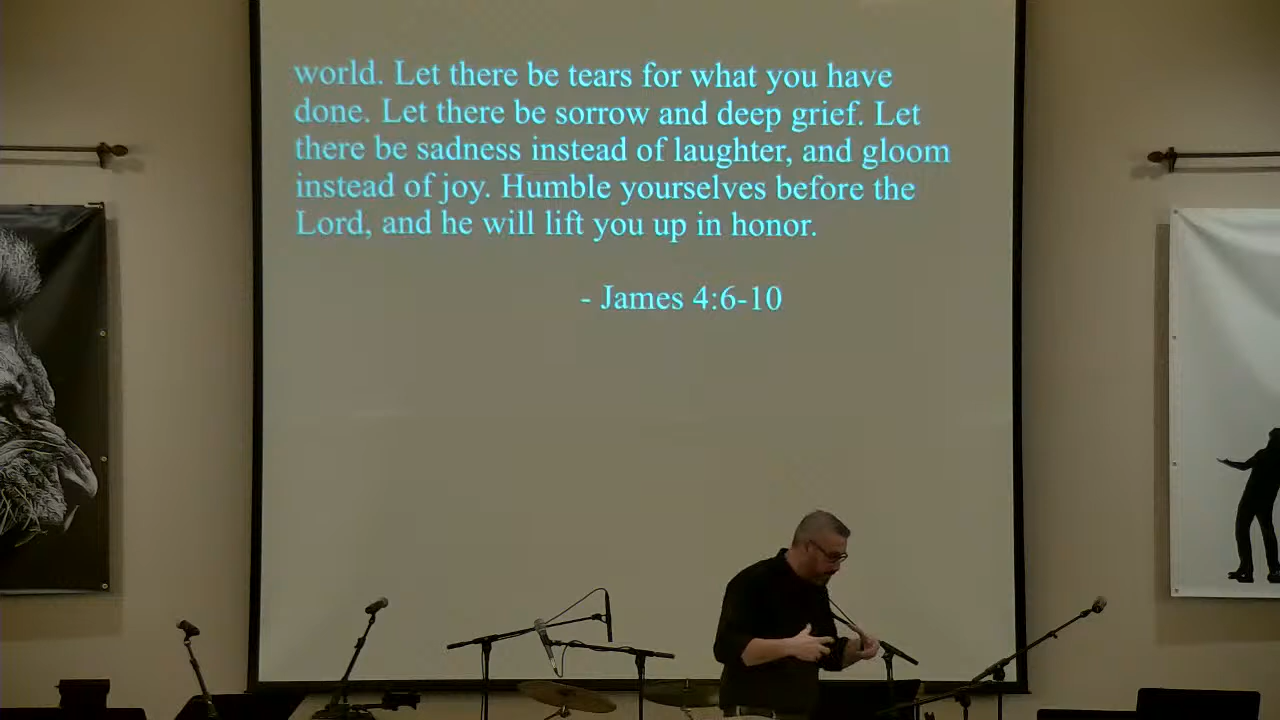 world. Let there be tears for what you have
done. Let there be sorrow and deep grief. Let
there be sadness instead of laughter, and gloom
instead of joy. Humble yourselves before the
Lord, and he will lift you up in honor.
- James 4:6-10